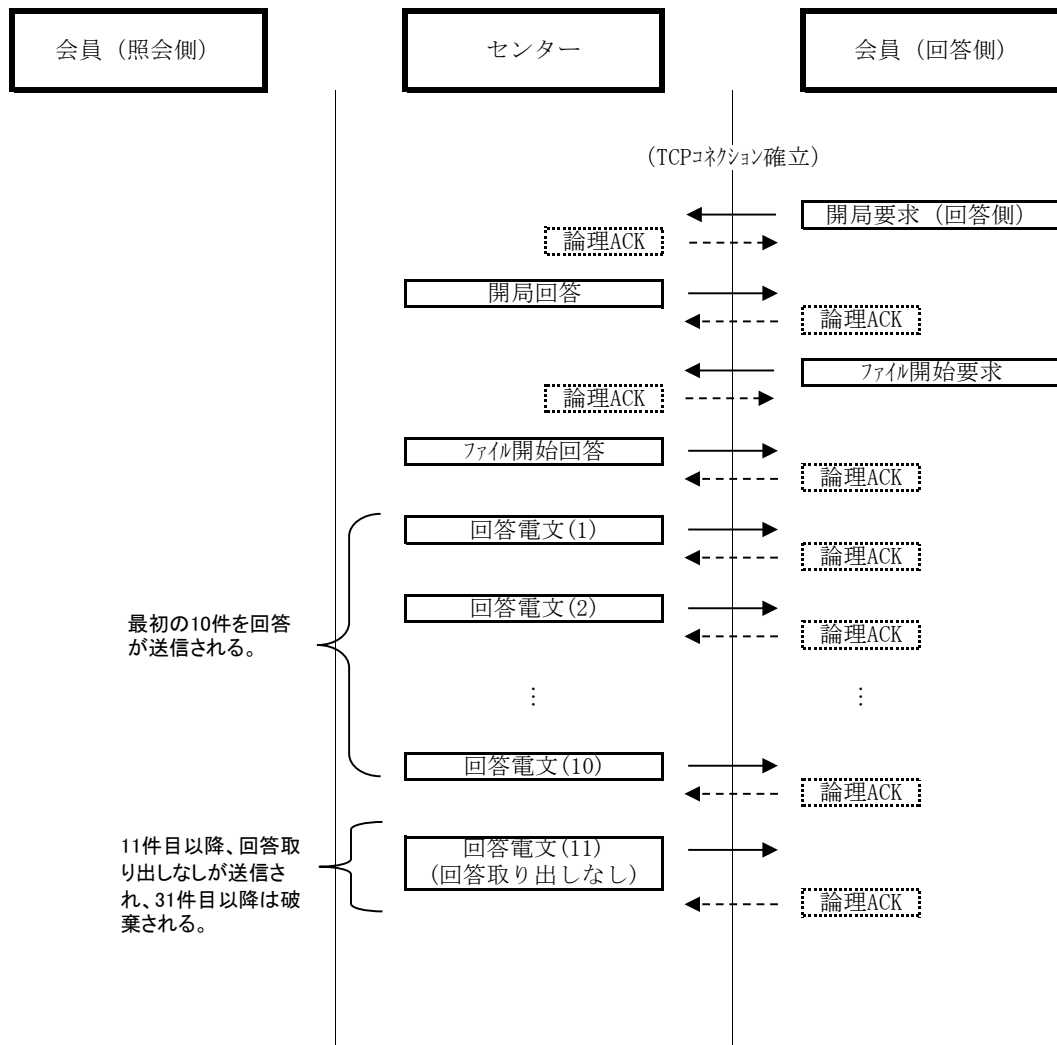 会員（照会側）
センター
会員（回答側）
（TCPｺﾈｸｼｮﾝ確立）
開局要求（回答側）
論理ACK
開局回答
論理ACK
ﾌｧｲﾙ開始要求
論理ACK
ﾌｧｲﾙ開始回答
論理ACK
回答電文(1)
論理ACK
回答電文(2)
論理ACK
最初の10件を回答
が送信される。
…
…
回答電文(10)
論理ACK
11件目以降、回答取
り出しなしが送信さ
れ、31件目以降は破
棄される。
回答電文(11)
(回答取り出しなし)
論理ACK